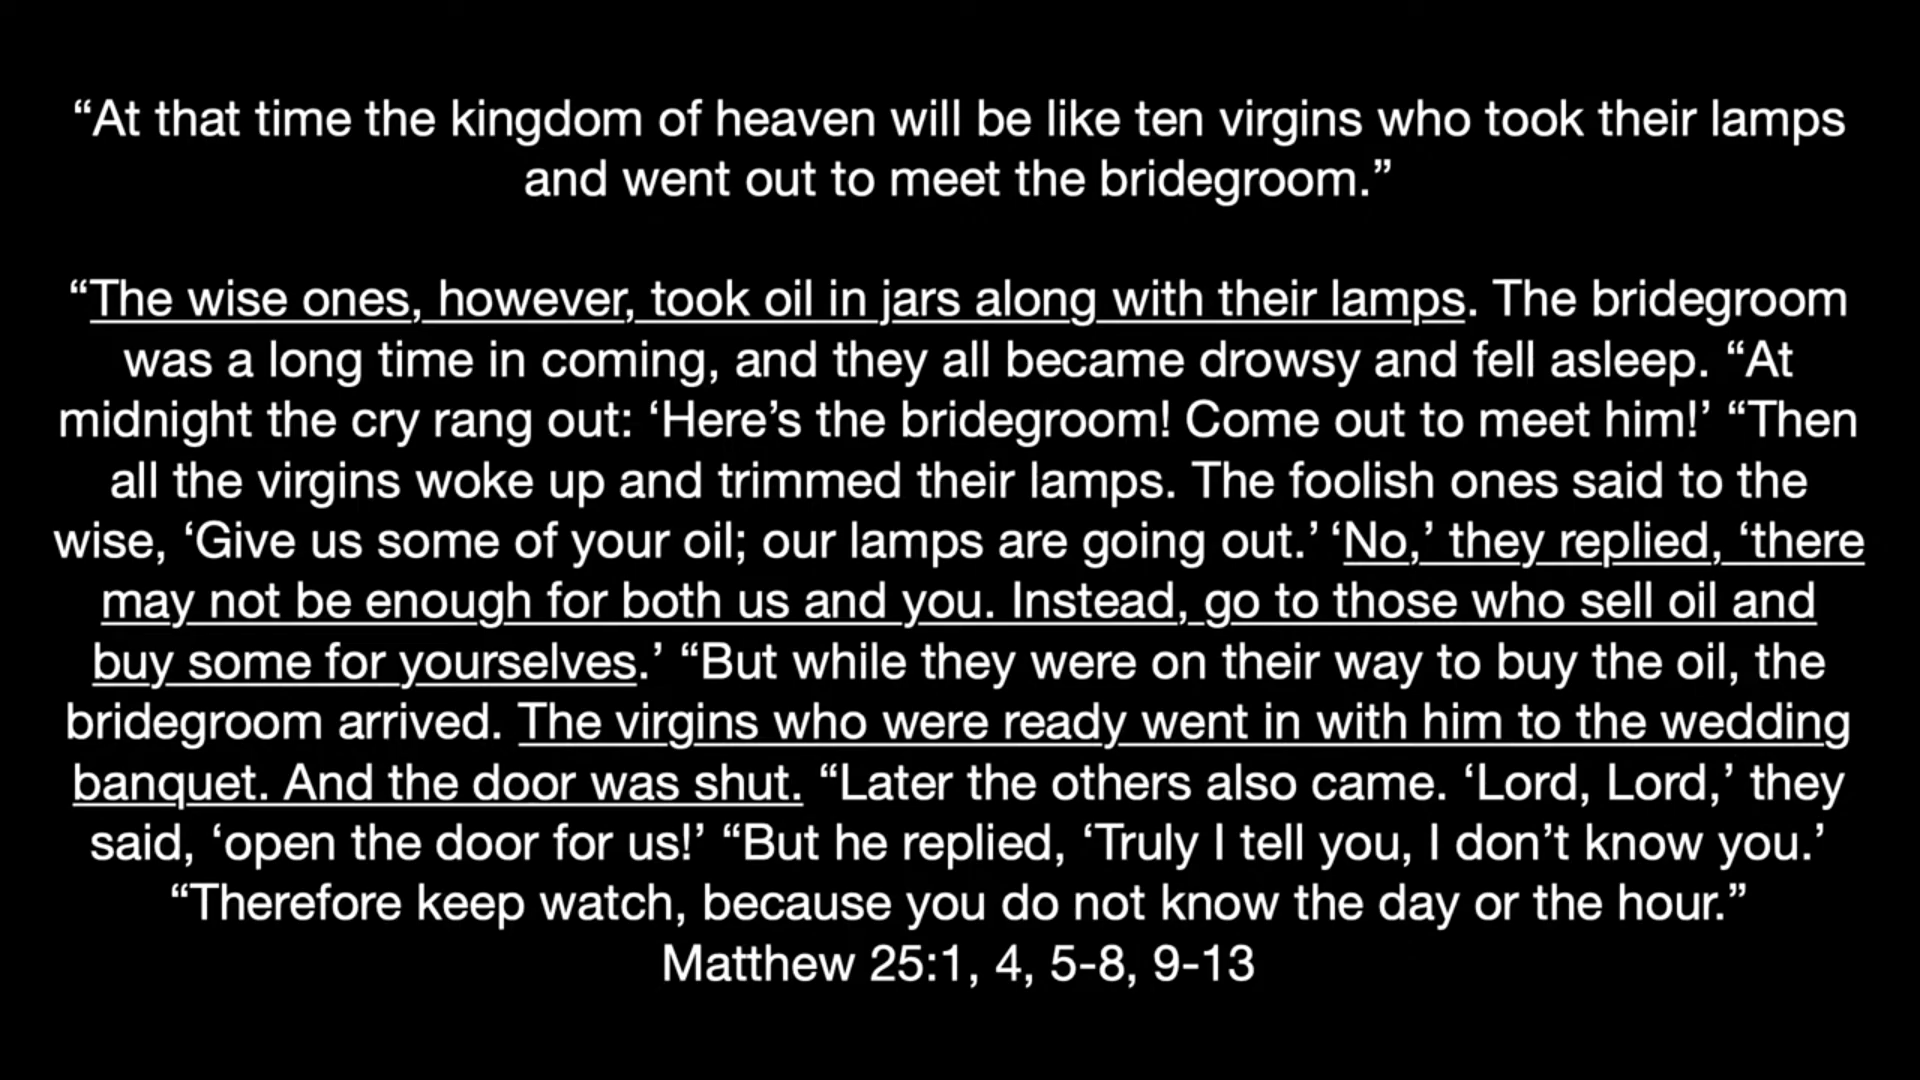 “At that time the kingdom of heaven will be like ten virgins who took their lamps
and went out to meet the bridegroom.”
“The wise ones, however, took oil in jars along with their lamps. The bridegroom
was a long time in coming, and they all became drowsy and fell asleep. “At
midnight the cry rang out: ‘Here’s the bridegroom! Come out to meet him!’ “Then
all the virgins woke up and trimmed their lamps. The foolish ones said to the
wise, ‘Give us some of your oil; our lamps are going out.’ ‘No,’ they replied, ‘there
may not be enough for both us and you. Instead, go to those who sell oil and
buy some for yourselves.’ “But while they were on their way to buy the oil, the
bridegroom arrived. The virgins who were ready went in with him to the wedding
banquet. And the door was shut. “Later the others also came. ‘Lord, Lord,’ they
said, ‘open the door for us!’ “But he replied, ‘Truly I tell you, I don’t know you.’
“Therefore keep watch, because you do not know the day or the hour.”
Matthew 25:1, 4, 5-8, 9-13